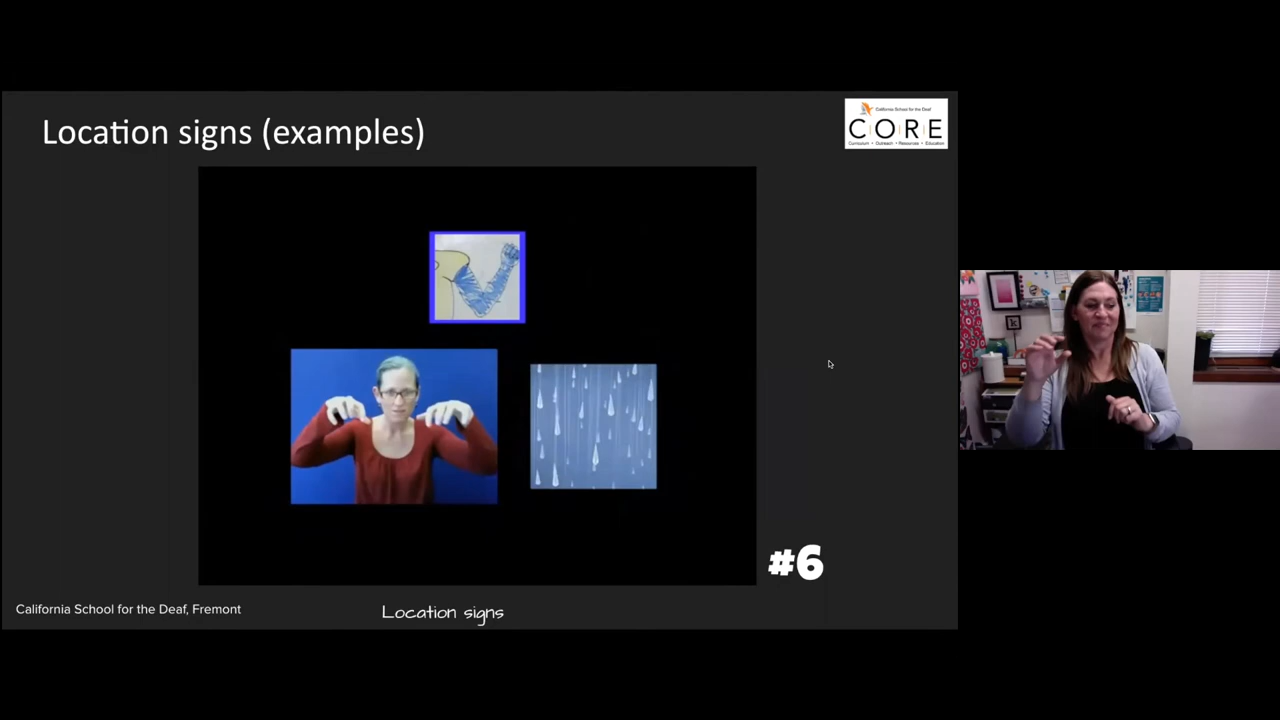 Location signs (examples)
California School for the Deaf
CORE
Curriculum • Outreach • Resources • Education
#6
California School for the Deaf, Fremont
Location signs